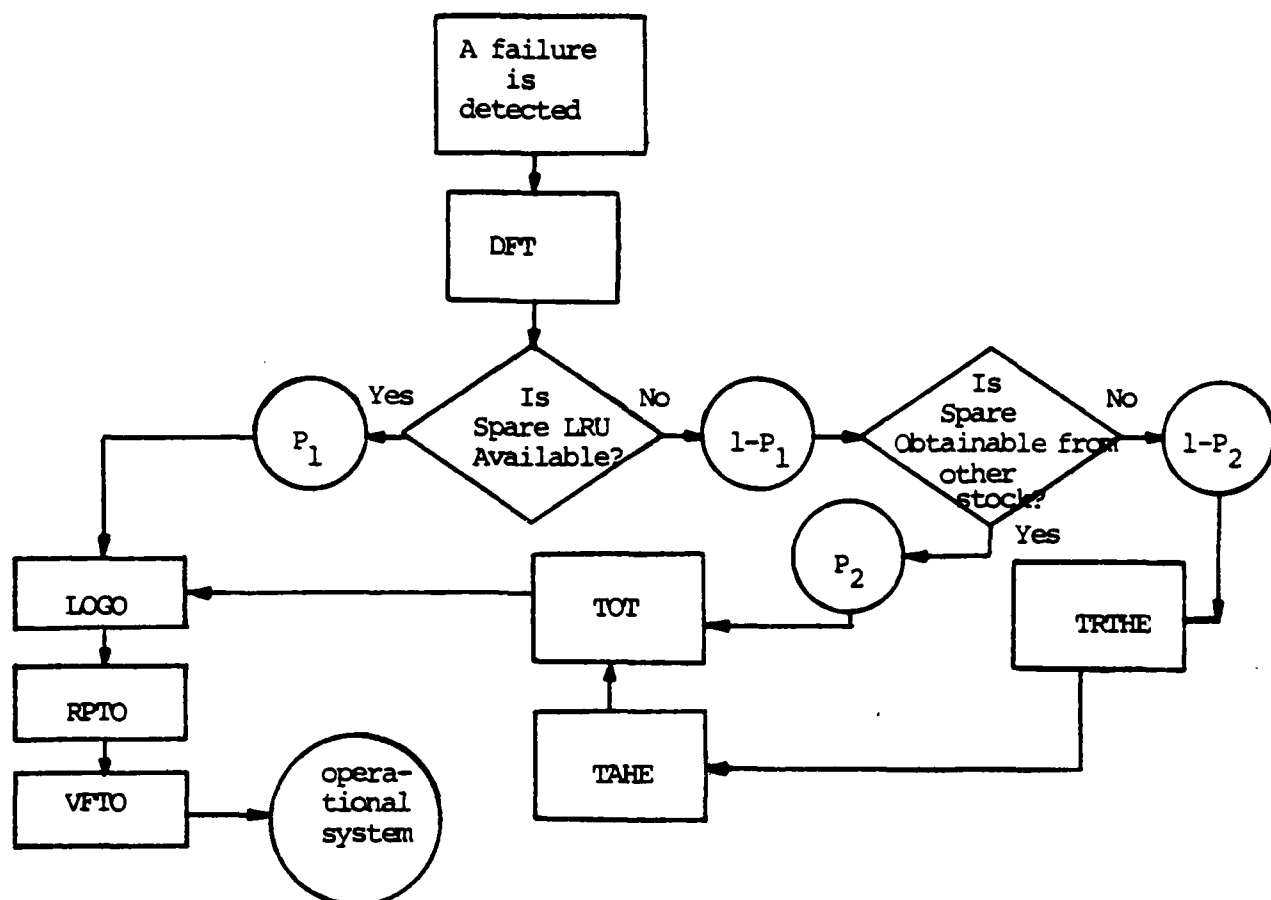 A failure
is
detected
DFT
Yes
Is
Spare LRU
Available?
No
P1
1-P1
Is
Spare
Obtainable from
other
stock?
No
1-P2
Yes
P2
LOGO
TOT
TRTHE
RPTO
TAHE
VFTO
opera-
tional
system